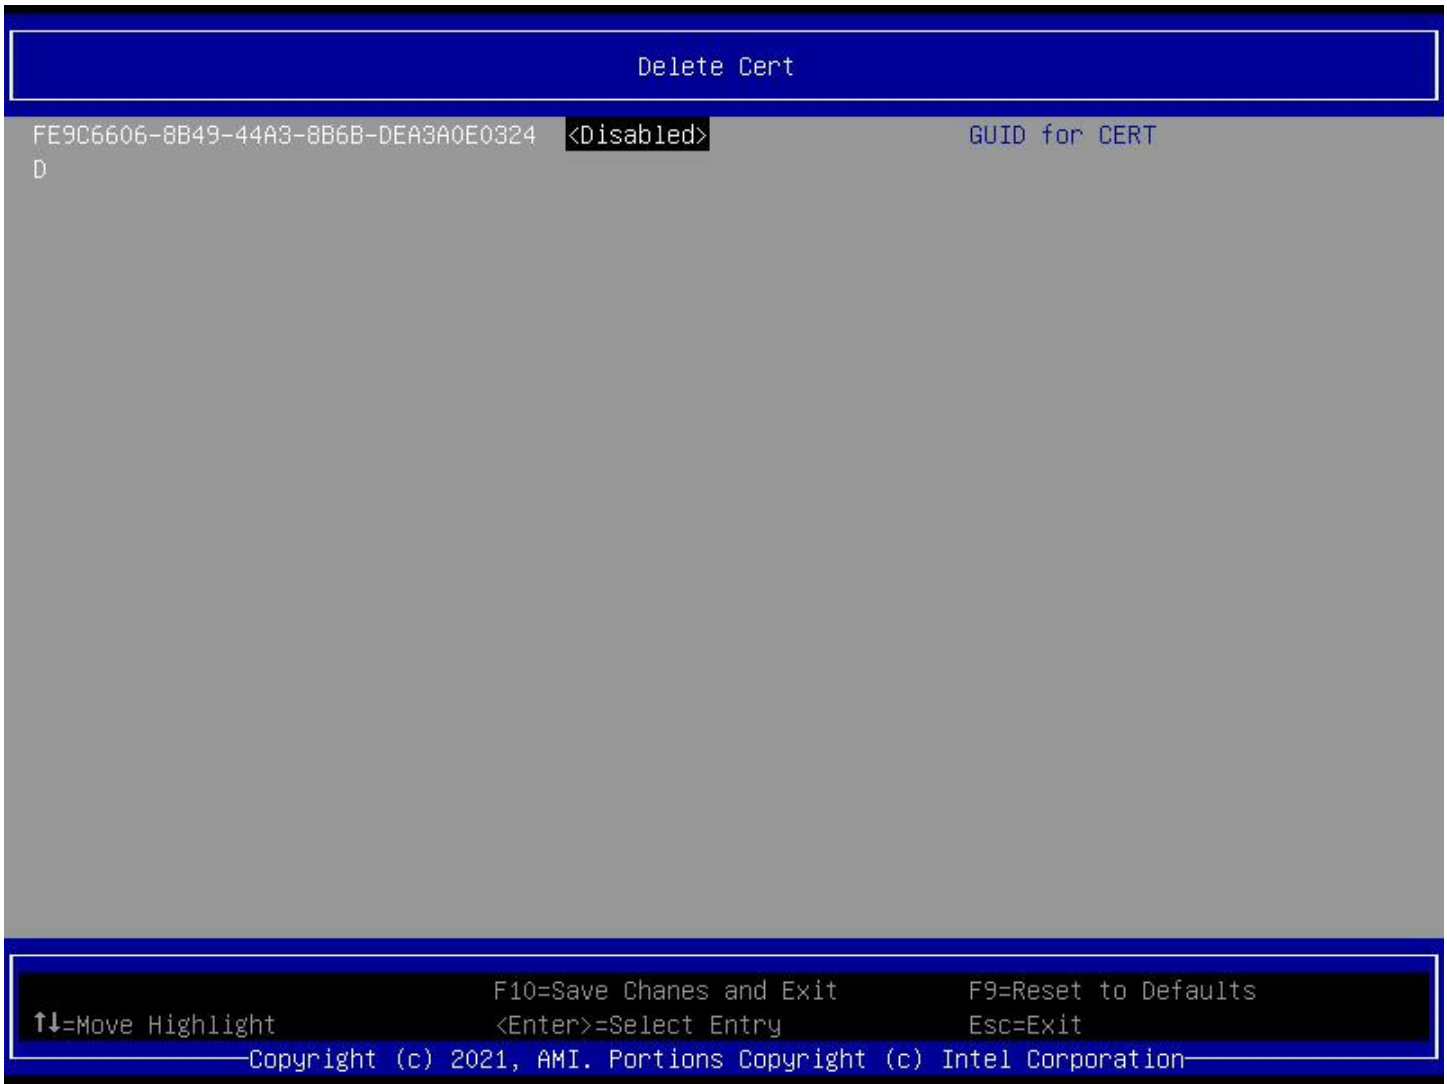 Delete Cert
FE9C6606-8B49-44A3-8B6B-DEA3A0E0324 <Disabled> GUID for CERT
D
F10=Save Chanes and Exit F9=Reset to Defaults
↑↓=Move Highlight <Enter>=Select Entry Esc=Exit
Copyright (c) 2021, AMI. Portions Copyright (c) Intel Corporation